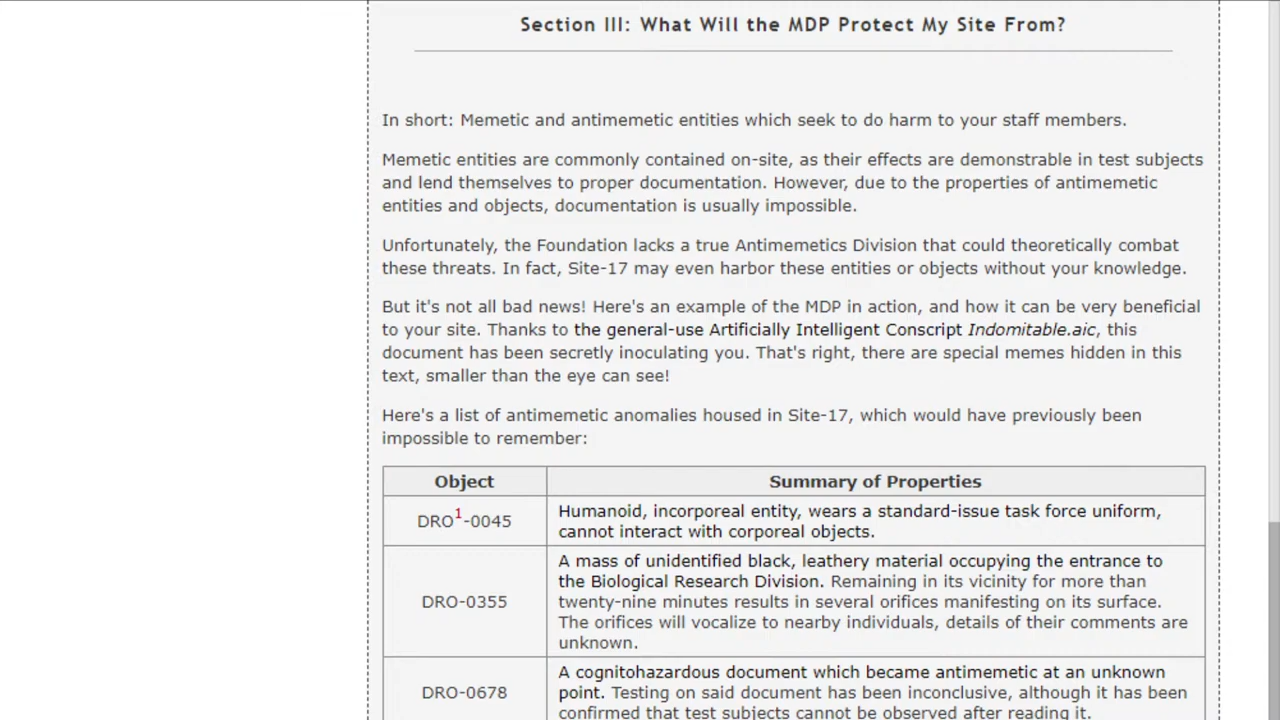 Section III: What Will the MDP Protect My Site From?
In short: Memetic and antimemetic entities which seek to do harm to your staff members.
Memetic entities are commonly contained on-site, as their effects are demonstrable in test subjects
and lend themselves to proper documentation. However, due to the properties of antimemetic
entities and objects, documentation is usually impossible.
Unfortunately, the Foundation lacks a true Antimemetics Division that could theoretically combat
these threats. In fact, Site-17 may even harbor these entities or objects without your knowledge.
But it's not all bad news! Here's an example of the MDP in action, and how it can be very beneficial
to your site. Thanks to the general-use Artificially Intelligent Conscript Indomitable.aic, this
document has been secretly inoculating you. That's right, there are special memes hidden in this
text, smaller than the eye can see!
Here's a list of antimemetic anomalies housed in Site-17, which would have previously been
impossible to remember:
Object Summary of Properties
DRO1-0045
Humanoid, incorporeal entity, wears a standard-issue task force uniform,
cannot interact with corporeal objects.
DRO-0355
A mass of unidentified black, leathery material occupying the entrance to
the Biological Research Division. Remaining in its vicinity for more than
twenty-nine minutes results in several orifices manifesting on its surface.
The orifices will vocalize to nearby individuals, details of their comments are
unknown.
DRO-0678
A cognitohazardous document which became antimemetic at an unknown
point. Testing on said document has been inconclusive, although it has been
confirmed that test subjects cannot be observed after reading it.